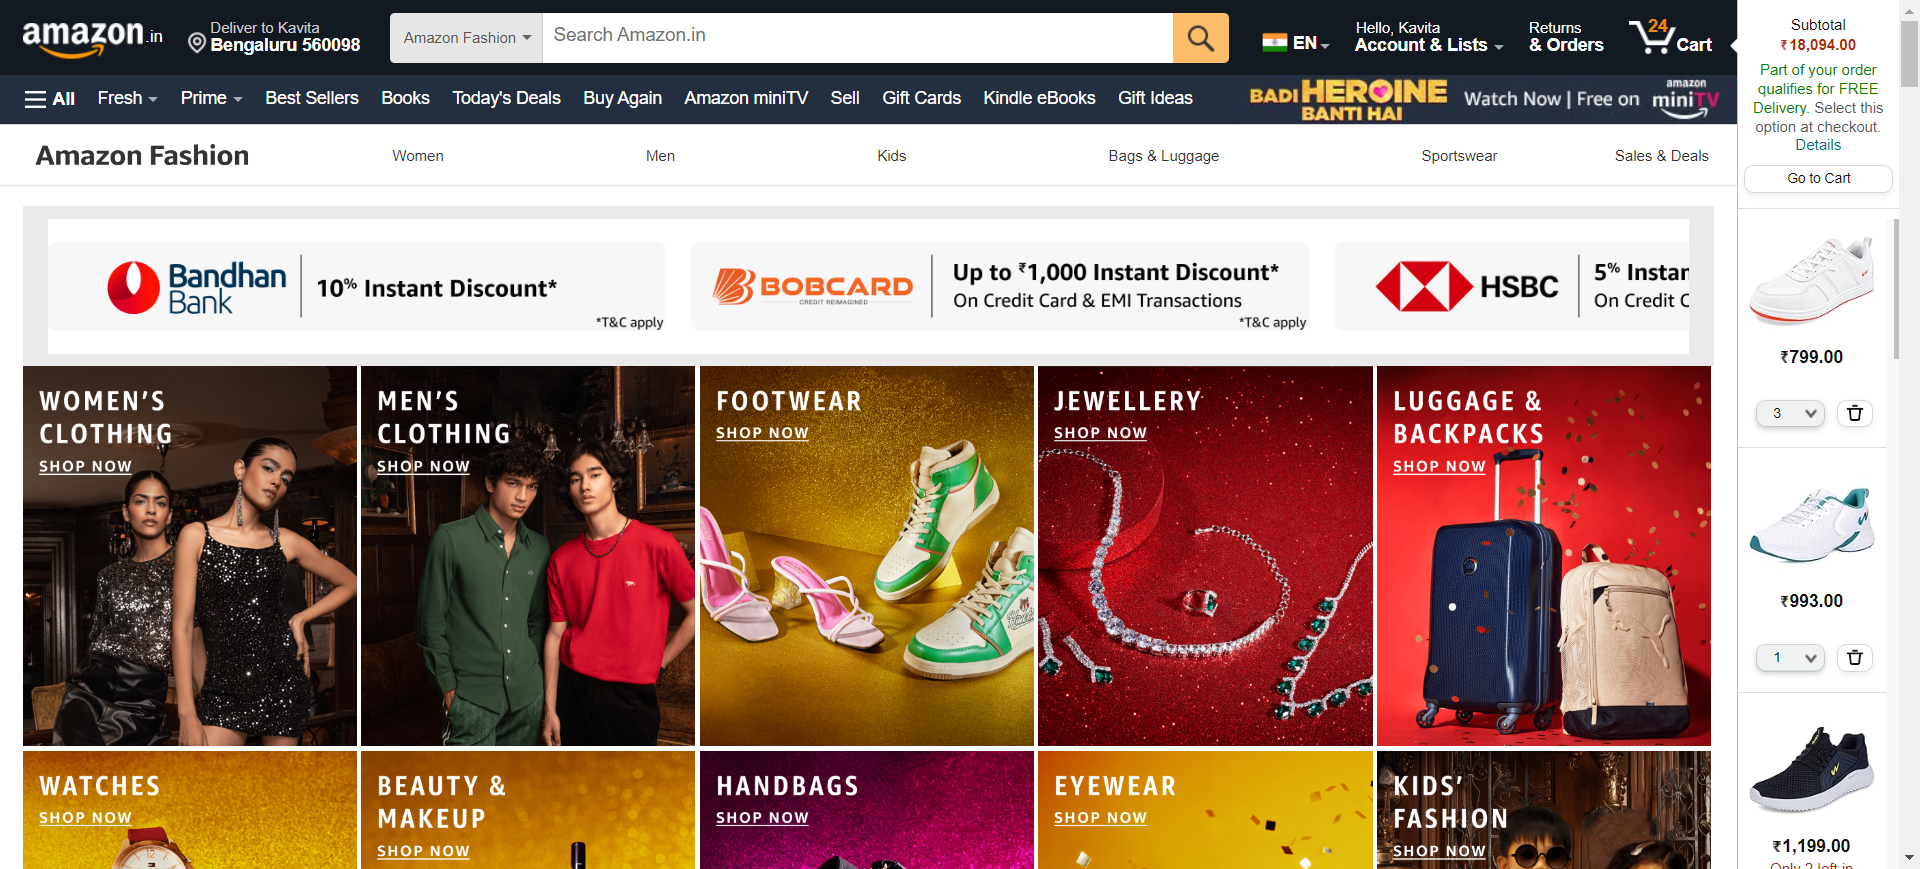 amazon.in
Deliver to Kavita
Bengaluru 560098
Amazon Fashion
Search Amazon.in
EN
Hello, Kavita
Account & Lists
Returns
& Orders
24
Cart
All
Fresh
Prime
Best Sellers
Books
Today's Deals
Buy Again
Amazon miniTV
Sell
Gift Cards
Kindle eBooks
Gift Ideas
BADI HEROINE
BANTI HAI
Watch Now | Free on
amazon
miniTV
Amazon Fashion
Women
Men
Kids
Bags & Luggage
Sportswear
Sales & Deals
Bandhan
Bank
10% Instant Discount*
*T&C apply
BOBCARD
CREDIT REIMAGINED
Up to ₹1,000 Instant Discount*
On Credit Card & EMI Transactions
*T&C apply
HSBC
5% Instan
On Credit C
WOMEN'S
CLOTHING
SHOP NOW
MEN'S
CLOTHING
SHOP NOW
FOOTWEAR
SHOP NOW
JEWELLERY
SHOP NOW
LUGGAGE &
BACKPACKS
SHOP NOW
WATCHES
SHOP NOW
BEAUTY &
MAKEUP
SHOP NOW
HANDBAGS
SHOP NOW
EYEWEAR
SHOP NOW
KIDS'
FASHION
SHOP NOW
Subtotal
₹18,094.00
Part of your order
qualifies for FREE
Delivery. Select this
option at checkout.
Details
Go to Cart
₹799.00
3
₹993.00
1
₹1,199.00
Only 2 left in